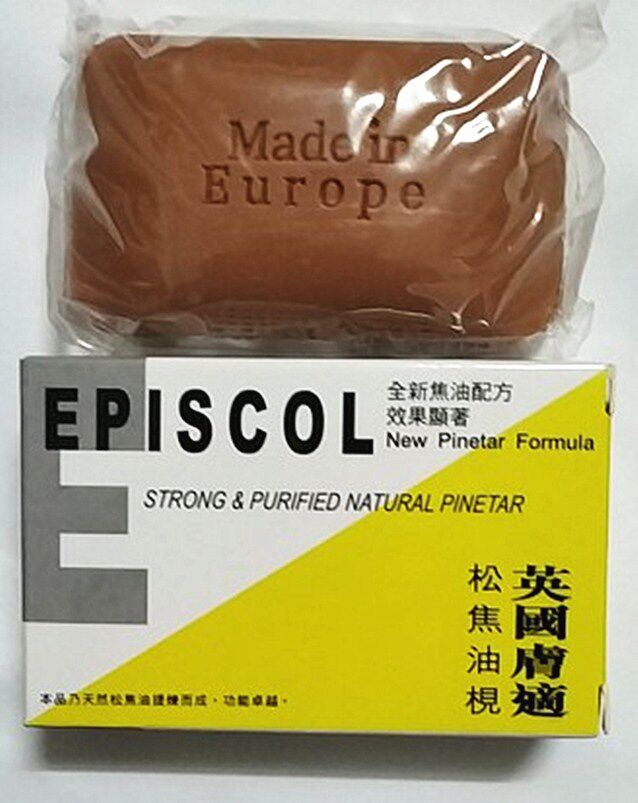 Made in
Europe
E
EPISCOL
全新焦油配方
效果顯著
New Pinetar Formula
STRONG & PURIFIED NATURAL PINETAR
英國膚適
松焦油梘
本品乃天然松焦油提煉而成，功能卓越。